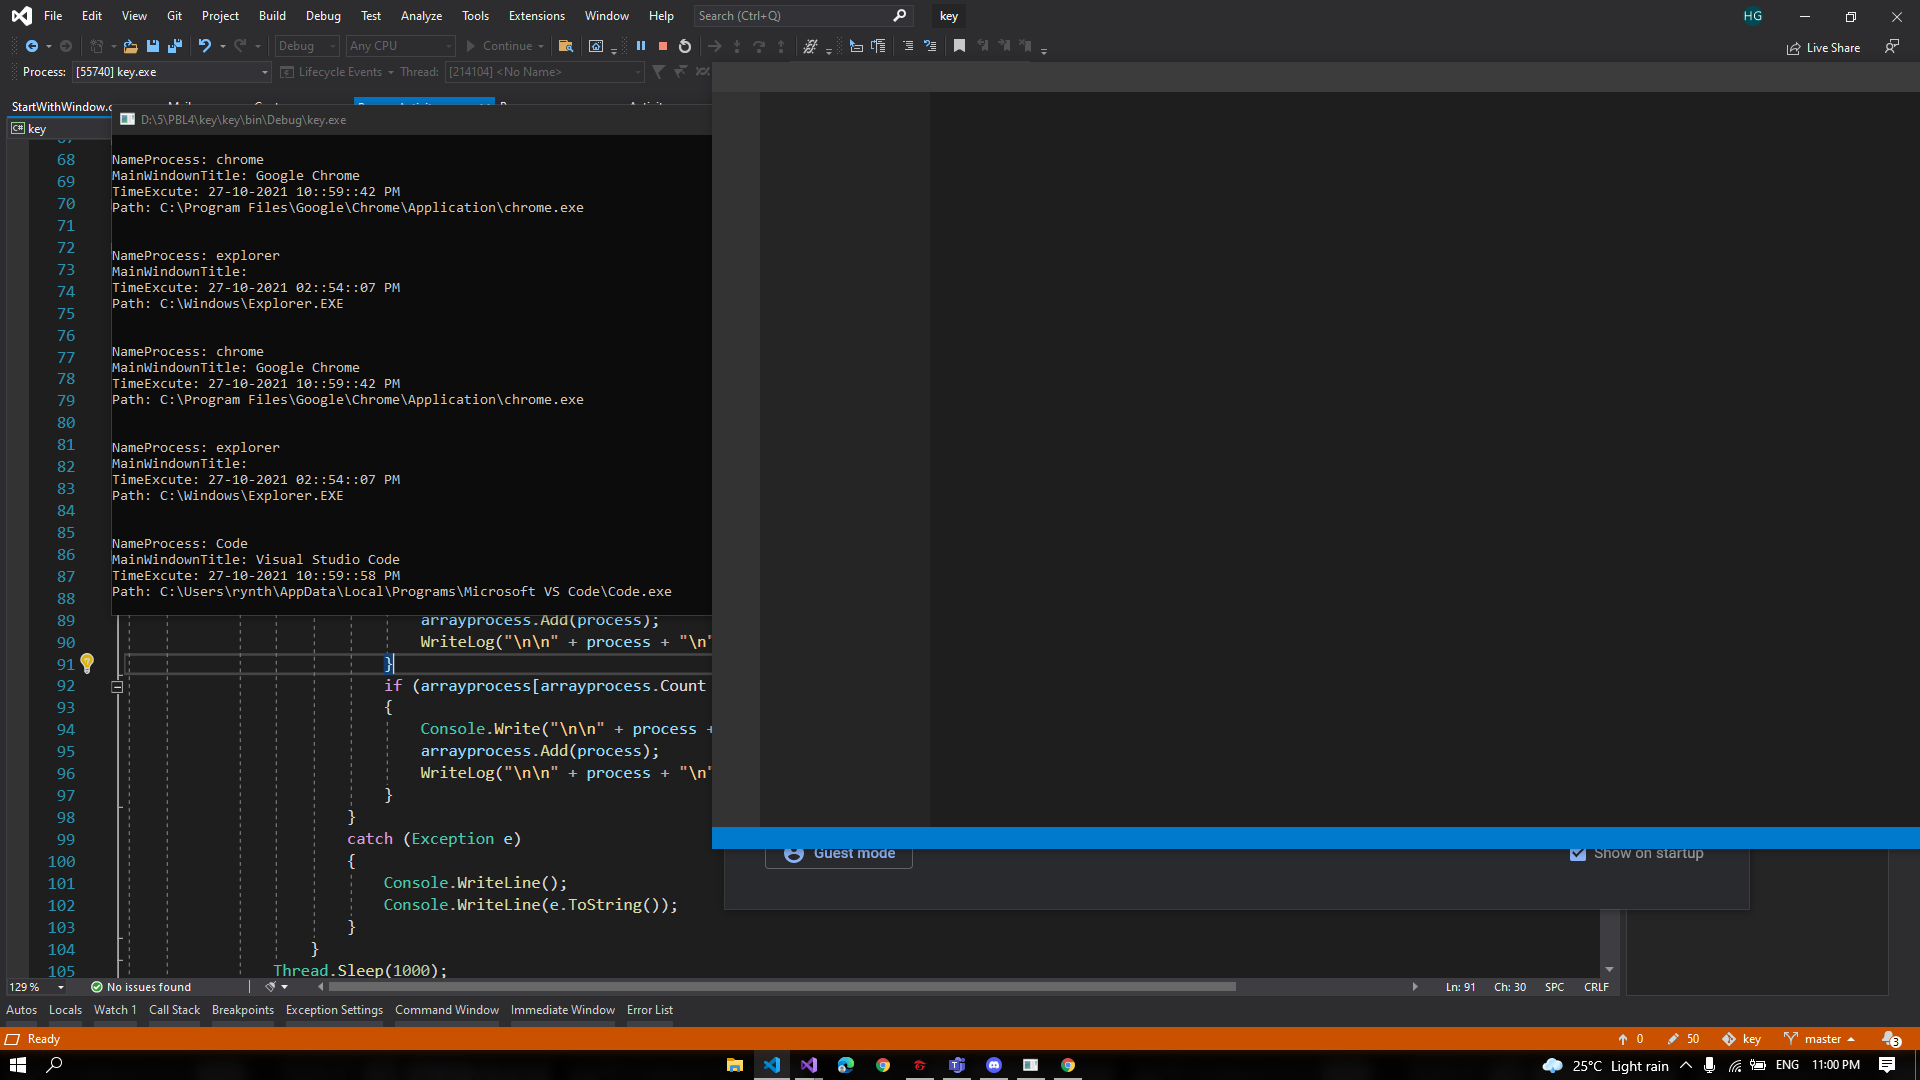 File Edit View Git Project Build Debug Test Analyze Tools Extensions Window Help Search (Ctrl+Q) key HG
Debug Any CPU Continue Live Share
Process: [55740] key.exe Lifecycle Events Thread: [214104] <No Name>
StartWithWindow.c
key
D:\5\PBL4\key\key\bin\Debug\key.exe
68 NameProcess: chrome
MainWindownTitle: Google Chrome
69
TimeExcute: 27-10-2021 10::59::42 PM
70
Path: C:\Program Files\Google\Chrome\Application\chrome.exe
71
72
NameProcess: explorer
73 MainWindownTitle:
74 TimeExcute: 27-10-2021 02::54::07 PM
Path: C:\Windows\Explorer.EXE
75
76
77 NameProcess: chrome
MainWindownTitle: Google Chrome
78 TimeExcute: 27-10-2021 10::59::42 PM
79 Path: C:\Program Files\Google\Chrome\Application\chrome.exe
80
81 NameProcess: explorer
82 MainWindownTitle:
TimeExcute: 27-10-2021 02::54::07 PM
83
Path: C:\Windows\Explorer.EXE
84
85
NameProcess: Code
86 MainWindownTitle: Visual Studio Code
87 TimeExcute: 27-10-2021 10::59::58 PM
88 Path: C:\Users\rynth\AppData\Local\Programs\Microsoft VS Code\Code.exe
89 arrayprocess.Add(process);
90 WriteLog("\n\n" + process + "\n"
91 }
92 if (arrayprocess[arrayprocess.Count
93 {
94 Console.Write("\n\n" + process +
95 arrayprocess.Add(process);
96 WriteLog("\n\n" + process + "\n"
97 }
98 }
99 catch (Exception e)
100 {
101 Console.WriteLine();
102 Console.WriteLine(e.ToString());
103 }
104 }
105 Thread.Sleep(1000);
Guest mode Show on startup
129 % No issues found Ln: 91 Ch: 30 SPC CRLF
Autos Locals Watch 1 Call Stack Breakpoints Exception Settings Command Window Immediate Window Error List
Ready 0 50 key master 3
25°C Light rain ENG 11:00 PM